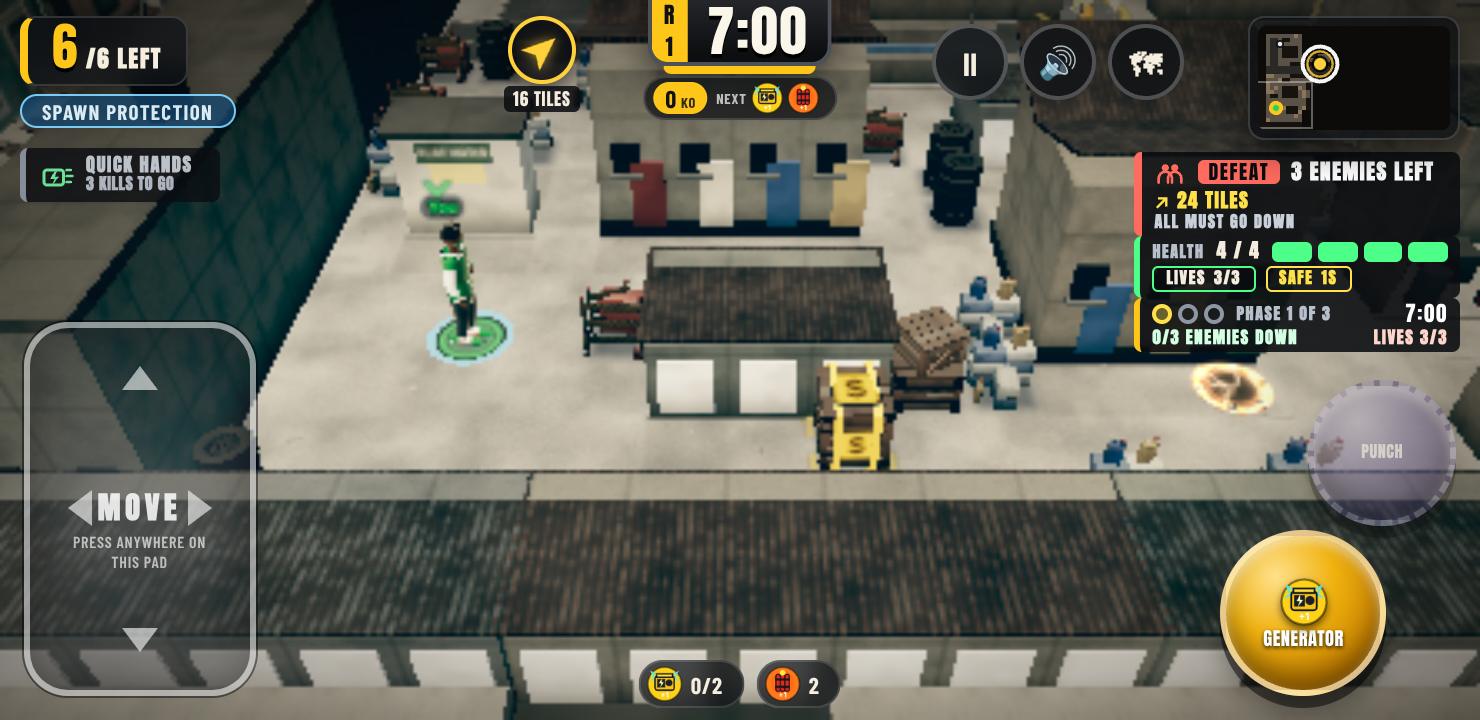 6 /6 LEFT
SPAWN PROTECTION
QUICK HANDS
3 KILLS TO GO
16 TILES
R
1
7:00
0 KO NEXT
DEFEAT 3 ENEMIES LEFT
↗ 24 TILES
ALL MUST GO DOWN
HEALTH 4 / 4
LIVES 3/3 SAFE 1S
PHASE 1 OF 3 7:00
0/3 ENEMIES DOWN LIVES 3/3
MOVE
PRESS ANYWHERE ON
THIS PAD
PUNCH
S
S
+1
GENERATOR
0/2
2